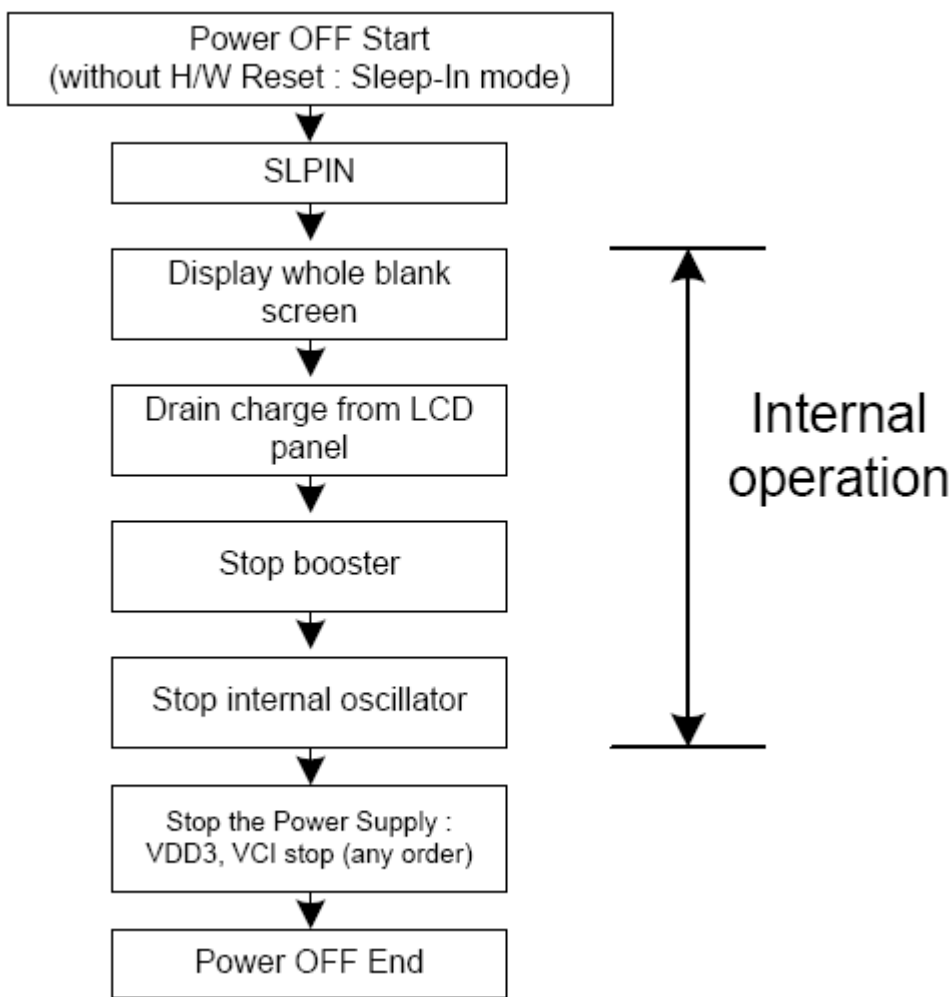 Power OFF Start
(without H/W Reset : Sleep-In mode)
SLPIN
Display whole blank
screen
Drain charge from LCD
panel
Stop booster
Stop internal oscillator
Internal
operation
Stop the Power Supply :
VDD3, VCI stop (any order)
Power OFF End